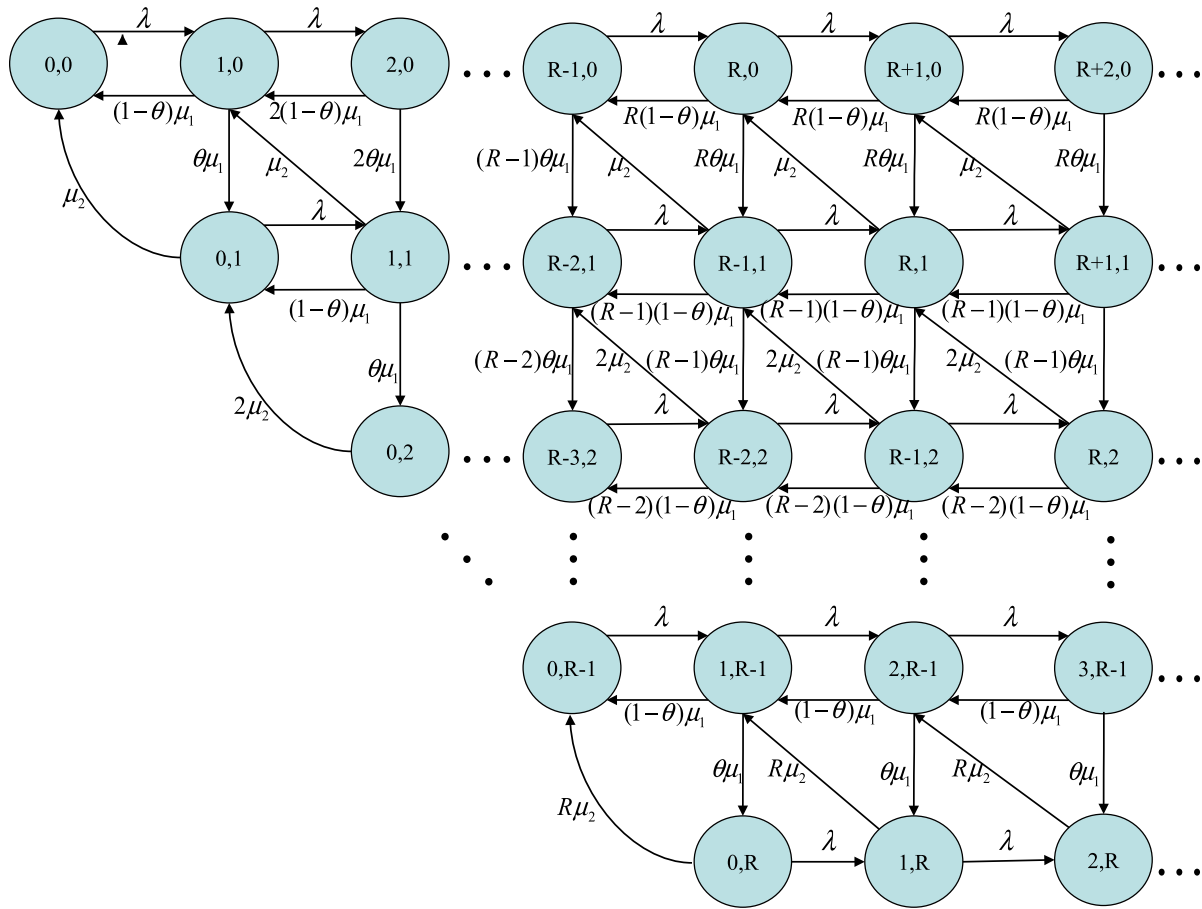 λ λ λ λ λ
0,0 1,0 2,0 ... R-1,0 R,0 R+1,0 R+2,0 ...
(1−θ)μ₁ 2(1−θ)μ₁ R(1−θ)μ₁ R(1−θ)μ₁ R(1−θ)μ₁
θμ₁ μ₂ 2θμ₁ (R−1)θμ₁ μ₂ Rθμ₁ μ₂ Rθμ₁ μ₂ Rθμ₁
μ₂ λ λ λ λ
0,1 1,1 ... R-2,1 R-1,1 R,1 R+1,1 ...
(1−θ)μ₁ (R−1)(1−θ)μ₁ (R−1)(1−θ)μ₁ (R−1)(1−θ)μ₁
θμ₁ (R−2)θμ₁ 2μ₂ (R−1)θμ₁ 2μ₂ (R−1)θμ₁ 2μ₂ (R−1)θμ₁
2μ₂ λ λ λ
0,2 ... R-3,2 R-2,2 R-1,2 R,2 ...
(R−2)(1−θ)μ₁ (R−2)(1−θ)μ₁ (R−2)(1−θ)μ₁
λ λ λ
0,R-1 1,R-1 2,R-1 3,R-1 ...
(1−θ)μ₁ (1−θ)μ₁ (1−θ)μ₁
θμ₁ Rμ₂ θμ₁ Rμ₂ θμ₁
Rμ₂ λ λ
0,R 1,R 2,R ...